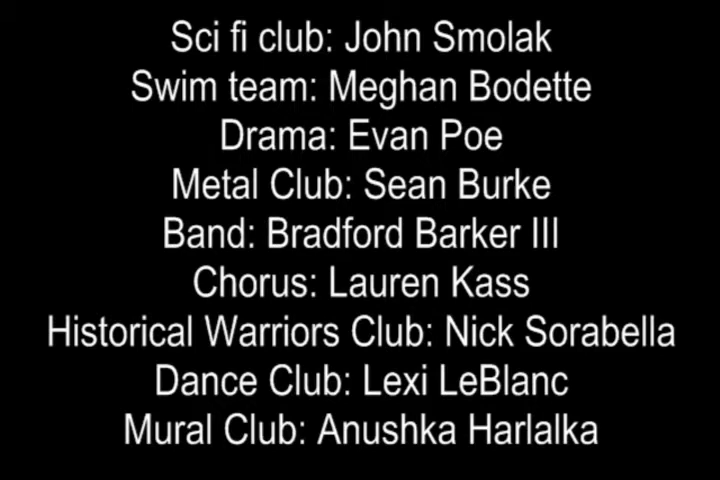 Sci fi club: John Smolak
Swim team: Meghan Bodette
Drama: Evan Poe
Metal Club: Sean Burke
Band: Bradford Barker III
Chorus: Lauren Kass
Historical Warriors Club: Nick Sorabella
Dance Club: Lexi LeBlanc
Mural Club: Anushka Harlalka